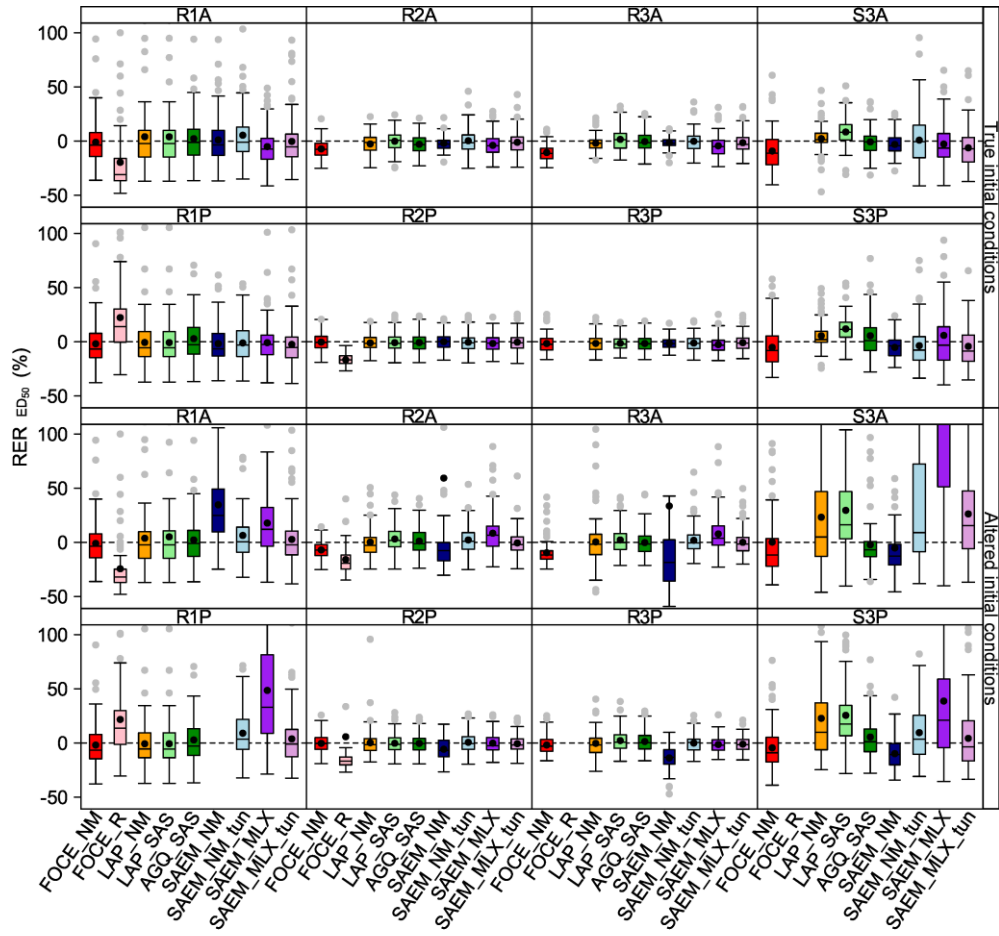 R1A R2A R3A S3A
100
50
0
-50
R1P R2P R3P S3P
100
50
0
-50
True initial conditions
R1A R2A R3A S3A
100
50
0
-50
R1P R2P R3P S3P
100
50
0
-50
Altered initial conditions
RER ED50 (%)
FOCE_NM FOCE_R LAP_NM LAP_SAS AGQ_SAS SAEM_NM SAEM_NM_tun SAEM_MLX SAEM_MLX_tun
FOCE_NM FOCE_R LAP_NM LAP_SAS AGQ_SAS SAEM_NM SAEM_NM_tun SAEM_MLX SAEM_MLX_tun
FOCE_NM FOCE_R LAP_NM LAP_SAS AGQ_SAS SAEM_NM SAEM_NM_tun SAEM_MLX SAEM_MLX_tun
FOCE_NM FOCE_R LAP_NM LAP_SAS AGQ_SAS SAEM_NM SAEM_NM_tun SAEM_MLX SAEM_MLX_tun